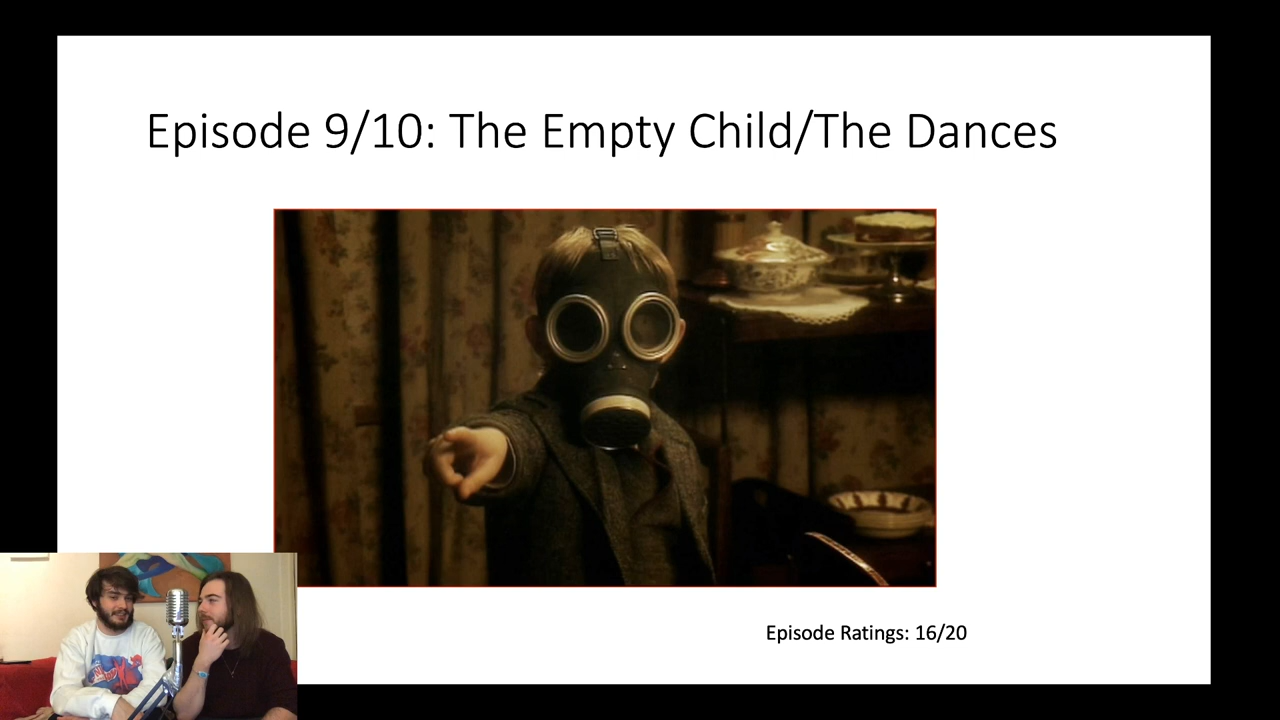 Episode 9/10: The Empty Child/The Dances
Episode Ratings: 16/20